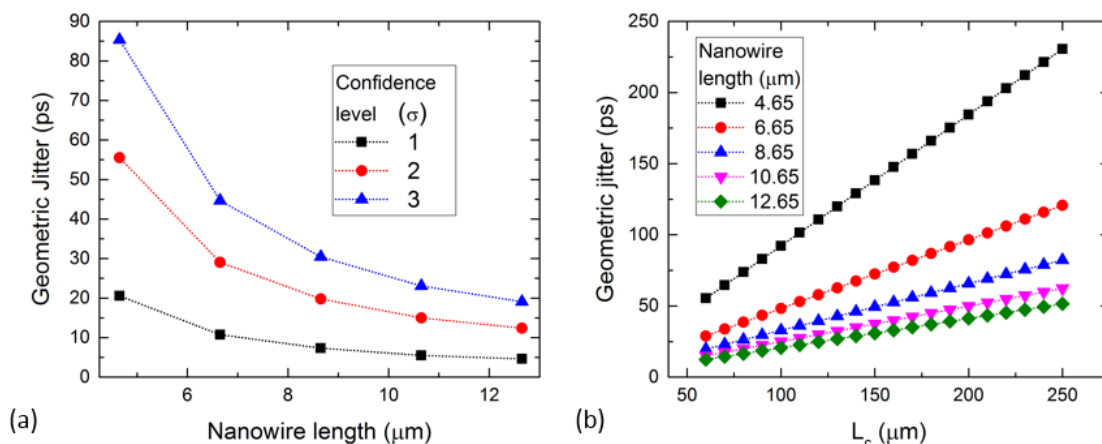 90
80
70
60
50
40
30
20
10
0
Geometric Jitter (ps)
Confidence
level (σ)
1
2
3
6 8 10 12
Nanowire length (μm)
(a)
250
200
150
100
50
0
Geometric jitter (ps)
Nanowire
length (μm)
4.65
6.65
8.65
10.65
12.65
50 100 150 200 250
L_c (μm)
(b)